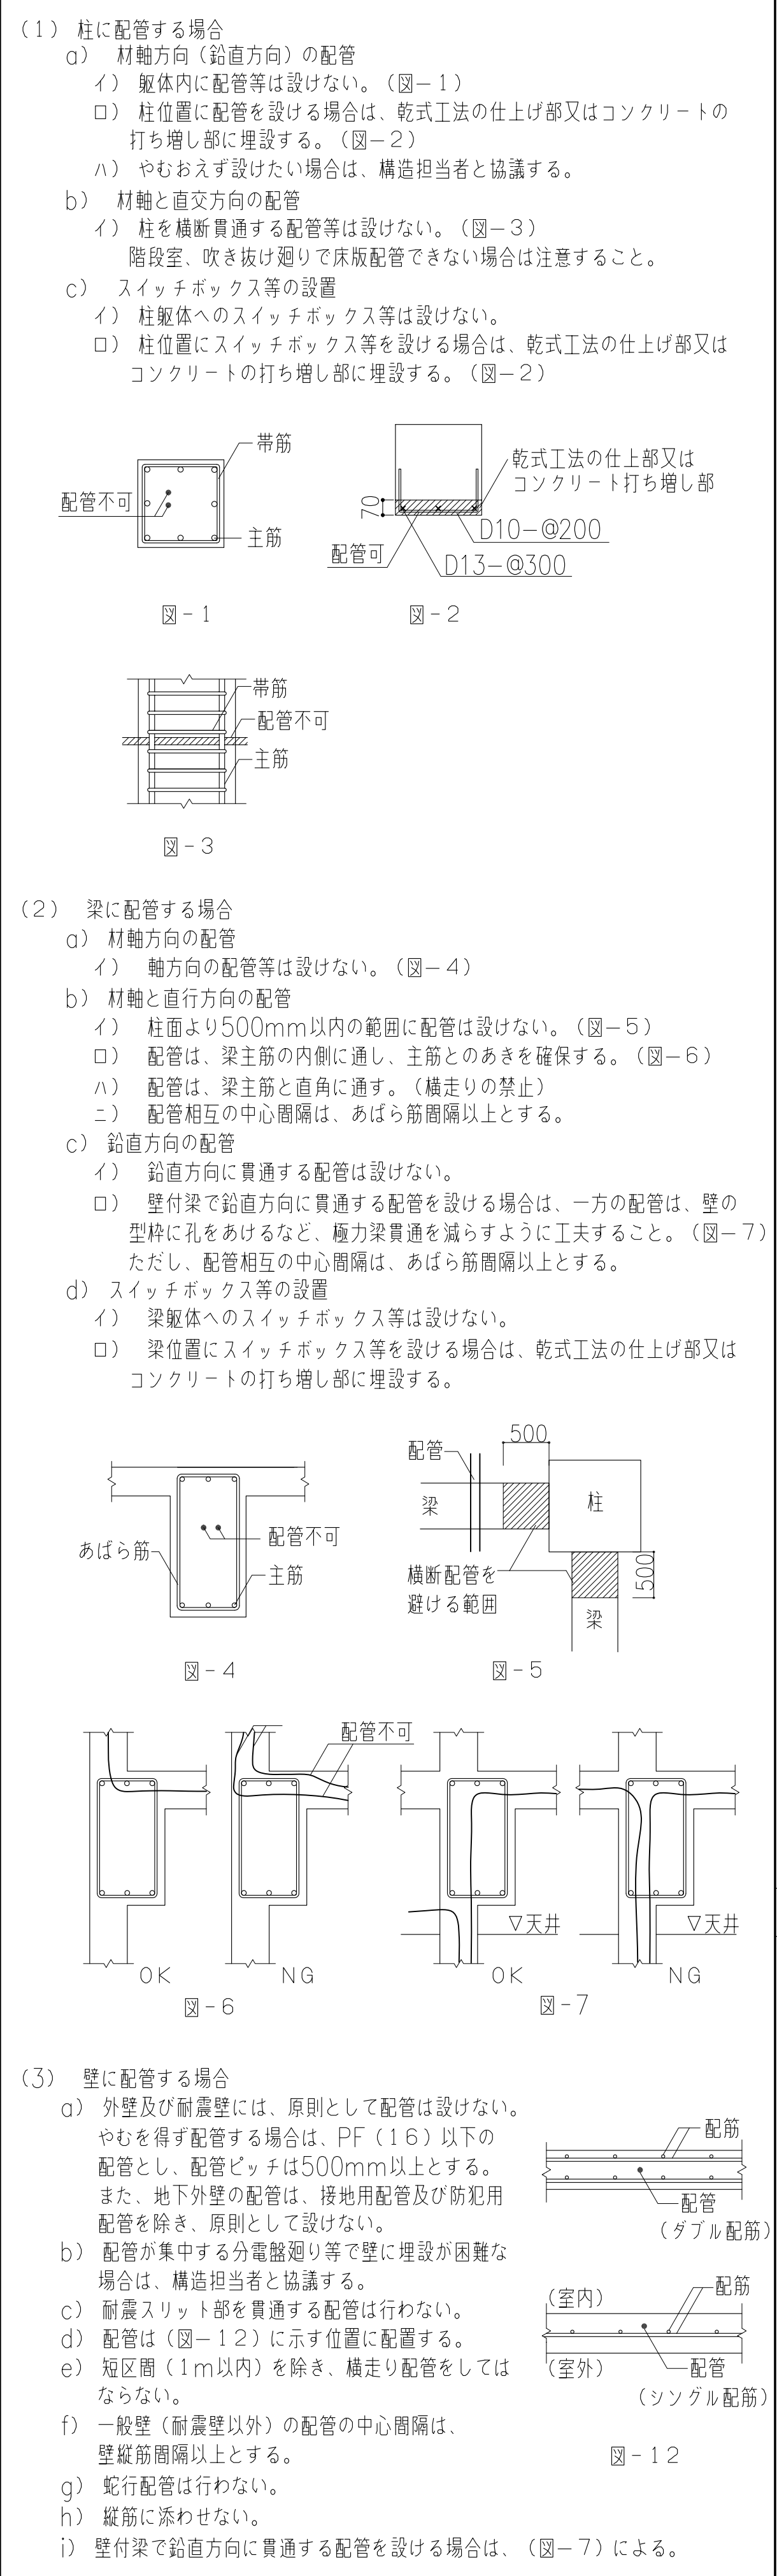 (1) 柱に配管する場合
a) 材軸方向（鉛直方向）の配管
イ) 躯体内に配管等は設けない。（図－1）
ロ) 柱位置に配管を設ける場合は、乾式工法の仕上げ部又はコンクリートの
打ち増し部に埋設する。（図－2）
ハ) やむおえず設けたい場合は、構造担当者と協議する。
b) 材軸と直交方向の配管
イ) 柱を横断貫通する配管等は設けない。（図－3）
階段室、吹き抜け廻りで床版配管できない場合は注意すること。
c) スイッチボックス等の設置
イ) 柱躯体へのスイッチボックス等は設けない。
ロ) 柱位置にスイッチボックス等を設ける場合は、乾式工法の仕上げ部又は
コンクリートの打ち増し部に埋設する。（図－2）
帯筋
配管不可
主筋
図－1
乾式工法の仕上部又は
コンクリート打ち増し部
70
D10-@200
配管可
D13-@300
図－2
帯筋
配管不可
主筋
図－3
(2) 梁に配管する場合
a) 材軸方向の配管
イ) 軸方向の配管等は設けない。（図－4）
b) 材軸と直行方向の配管
イ) 柱面より500mm以内の範囲に配管は設けない。（図－5）
ロ) 配管は、梁主筋の内側に通し、主筋とのあきを確保する。（図－6）
ハ) 配管は、梁主筋と直角に通す。（横走りの禁止）
ニ) 配管相互の中心間隔は、あばら筋間隔以上とする。
c) 鉛直方向の配管
イ) 鉛直方向に貫通する配管は設けない。
ロ) 壁付梁で鉛直方向に貫通する配管を設ける場合は、一方の配管は、壁の
型枠に孔をあけるなど、極力梁貫通を減らすように工夫すること。（図－7）
ただし、配管相互の中心間隔は、あばら筋間隔以上とする。
d) スイッチボックス等の設置
イ) 梁躯体へのスイッチボックス等は設けない。
ロ) 梁位置にスイッチボックス等を設ける場合は、乾式工法の仕上げ部又は
コンクリートの打ち増し部に埋設する。
配管不可
あばら筋
主筋
図－4
500
配管
梁
柱
横断配管を
避ける範囲
500
梁
図－5
配管不可
OK
NG
図－6
▽天井
▽天井
OK
NG
図－7
(3) 壁に配管する場合
a) 外壁及び耐震壁には、原則として配管は設けない。
やむを得ず配管する場合は、PF（16）以下の
配管とし、配管ピッチは500mm以上とする。
また、地下外壁の配管は、接地用配管及び防犯用
配管を除き、原則として設けない。
b) 配管が集中する分電盤廻り等で壁に埋設が困難な
場合は、構造担当者と協議する。
c) 耐震スリット部を貫通する配管は行わない。
d) 配管は（図－12）に示す位置に配置する。
e) 短区間（1m以内）を除き、横走り配管をしては
ならない。
f) 一般壁（耐震壁以外）の配管の中心間隔は、
壁縦筋間隔以上とする。
g) 蛇行配管は行わない。
h) 縦筋に添わせない。
i) 壁付梁で鉛直方向に貫通する配管を設ける場合は、（図－7）による。
配筋
配管
（ダブル配筋）
（室内）
配筋
（室外）
配管
（シングル配筋）
図－12